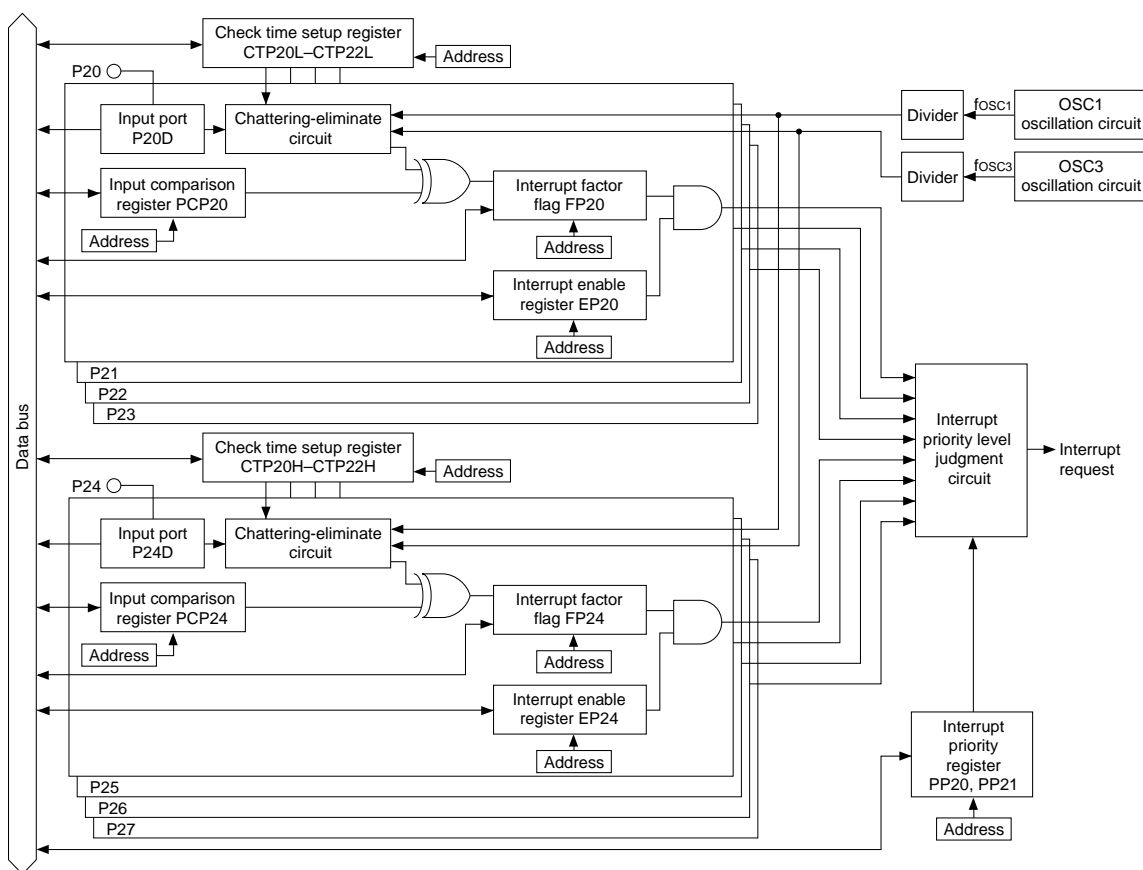 Data bus
Check time setup register
CTP20L–CTP22L
Address
P20
Input port
P20D
Chattering-eliminate
circuit
Input comparison
register PCP20
Address
Interrupt factor
flag FP20
Address
Interrupt enable
register EP20
Address
P21
P22
P23
Divider
fOSC1
OSC1
oscillation circuit
Divider
fOSC3
OSC3
oscillation circuit
Check time setup register
CTP20H–CTP22H
Address
P24
Input port
P24D
Chattering-eliminate
circuit
Input comparison
register PCP24
Address
Interrupt factor
flag FP24
Address
Interrupt enable
register EP24
Address
P25
P26
P27
Interrupt
priority level
judgment
circuit
Interrupt
request
Interrupt
priority
register
PP20, PP21
Address